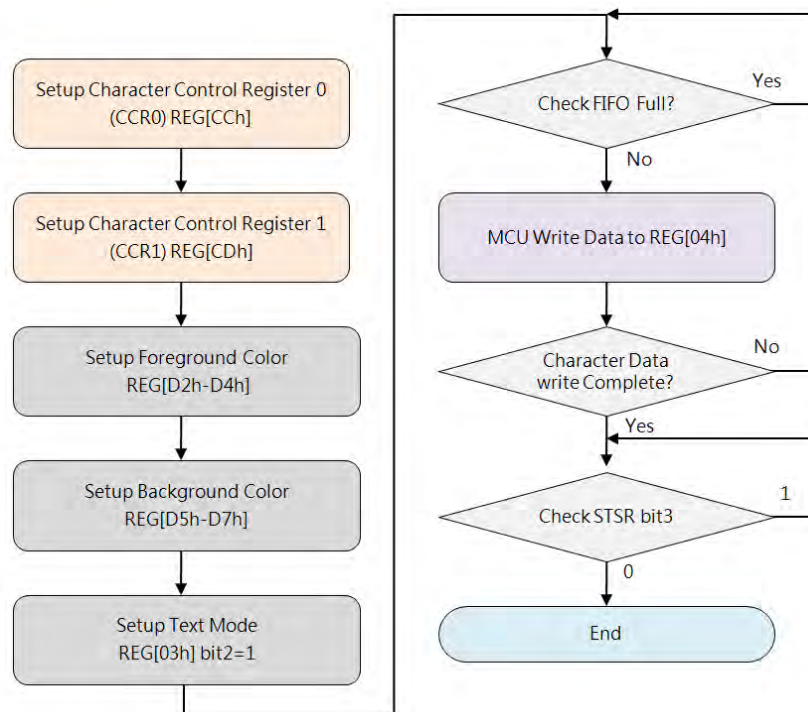 Setup Character Control Register 0
(CCR0) REG[CCh]
Setup Character Control Register 1
(CCR1) REG[CDh]
Setup Foreground Color
REG[D2h-D4h]
Setup Background Color
REG[D5h-D7h]
Setup Text Mode
REG[03h] bit2=1
Check FIFO Full?
Yes
No
MCU Write Data to REG[04h]
Character Data
write Complete?
No
Yes
Check STSR bit3
1
0
End